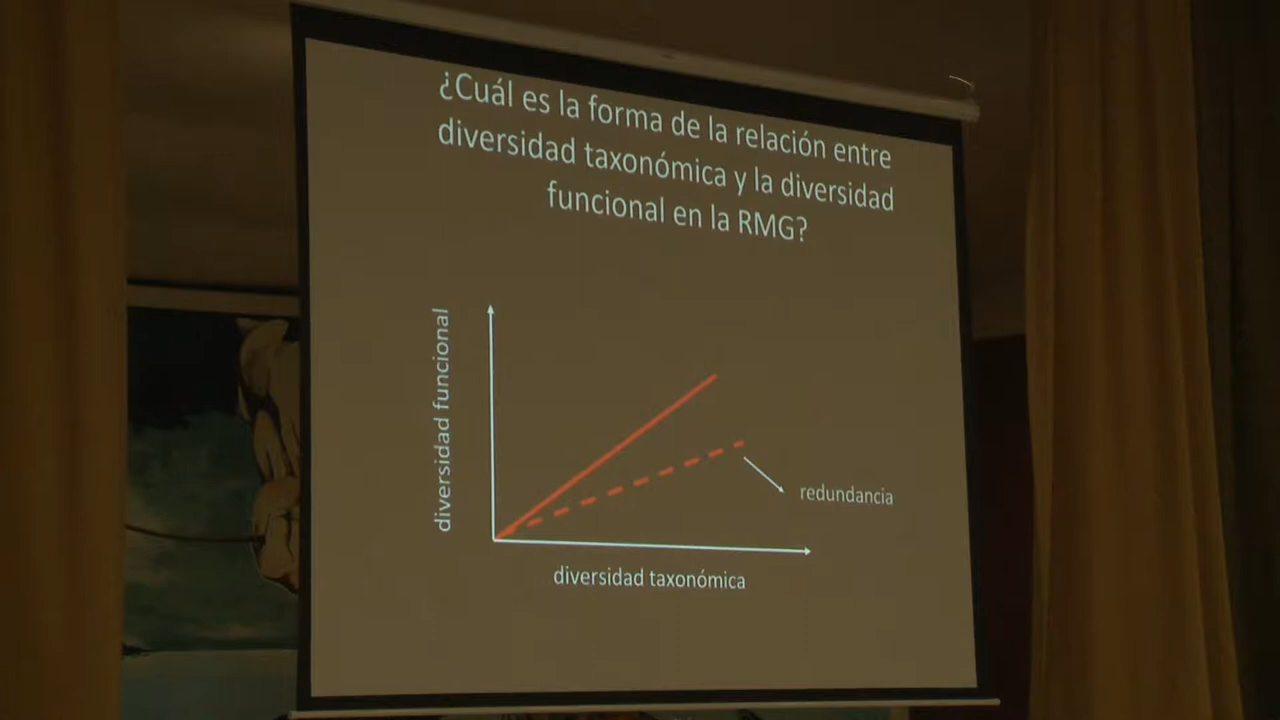 ¿Cuál es la forma de la relación entre
diversidad taxonómica y la diversidad
funcional en la RMG?
diversidad funcional
redundancia
diversidad taxonómica